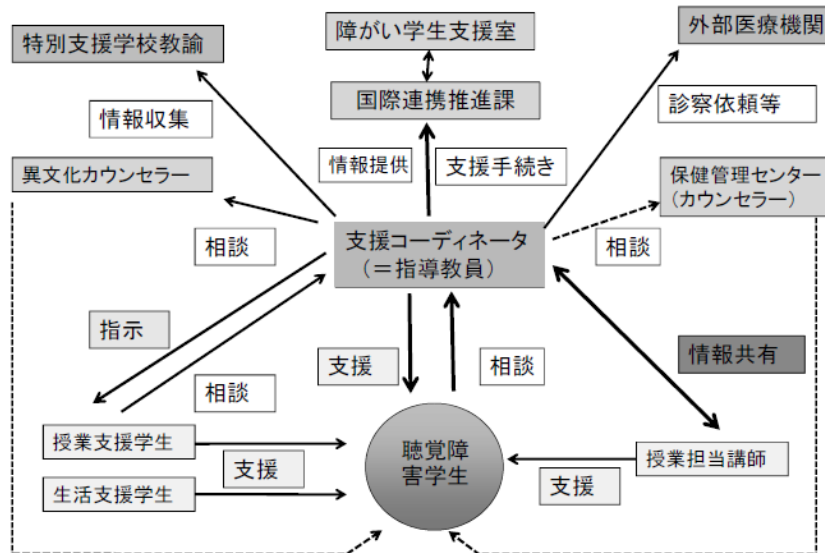 障がい学生支援室
特別支援学校教諭
外部医療機関
国際連携推進課
情報収集
診察依頼等
情報提供
支援手続き
異文化カウンセラー
保健管理センター
(カウンセラー)
相談
支援コーディネータ
(=指導教員)
相談
指示
支援
相談
情報共有
相談
授業支援学生
支援
聴覚障
害学生
授業担当講師
支援
生活支援学生